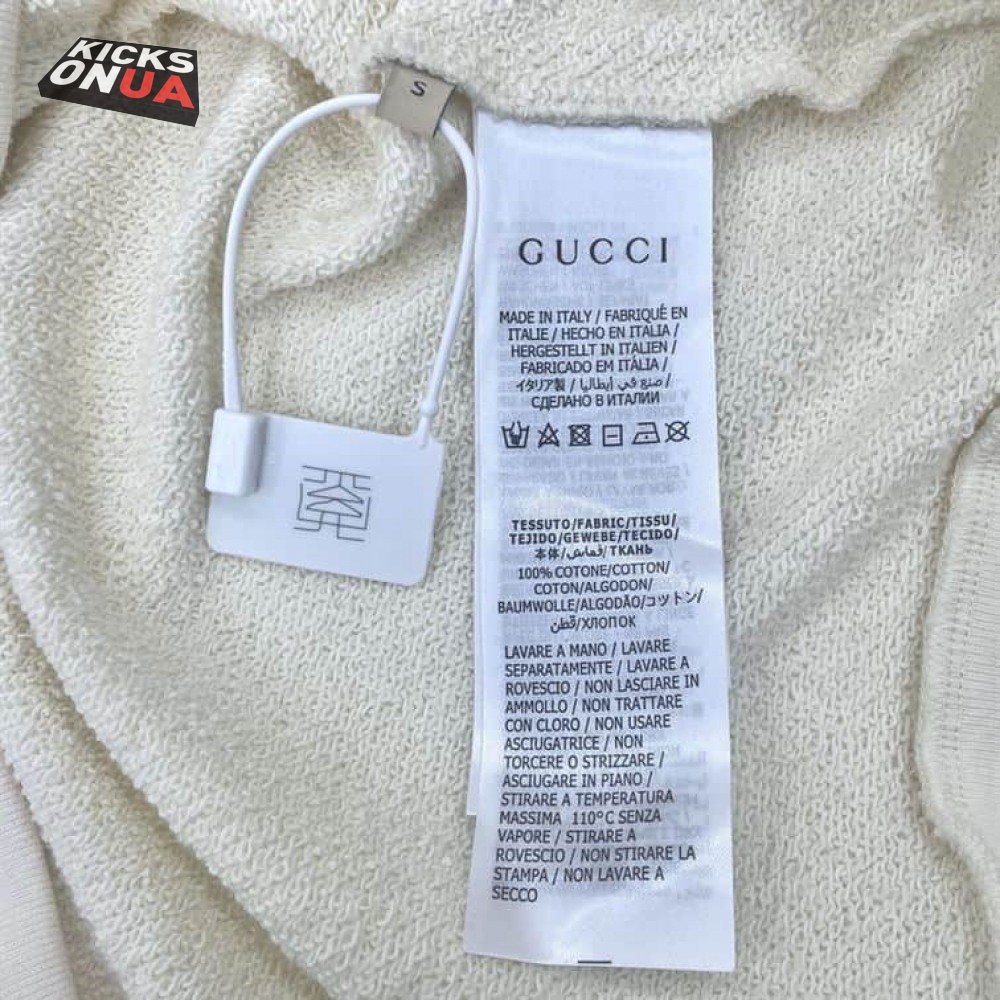 KICKS
ONUA
S
GUCCI
MADE IN ITALY / FABRIQUÉ EN
ITALIE / HECHO EN ITALIA /
HERGESTELLT IN ITALIEN /
FABRICADO EM ITÁLIA /
イタリア製 / صنع في إيطاليا /
СДЕЛАНО В ИТАЛИИ
TESSUTO/FABRIC/TISSU/
TEJIDO/GEWEBE/TECIDO/
本体/قماش/ТКАНЬ
100% COTONE/COTTON/
COTON/ALGODON/
BAUMWOLLE/ALGODÃO/コットン/
قطن/ХЛОПОК
LAVARE A MANO / LAVARE
SEPARATAMENTE / LAVARE A
ROVESCIO / NON LASCIARE IN
AMMOLLO / NON TRATTARE
CON CLORO / NON USARE
ASCIUGATRICE / NON
TORCERE O STRIZZARE /
ASCIUGARE IN PIANO /
STIRARE A TEMPERATURA
MASSIMA 110°C SENZA
VAPORE / STIRARE A
ROVESCIO / NON STIRARE LA
STAMPA / NON LAVARE A
SECCO